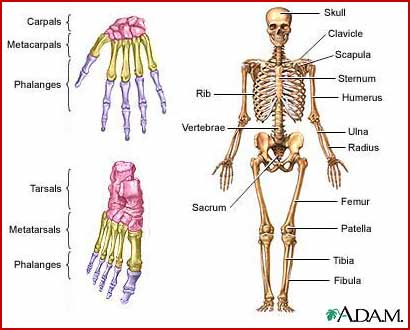 Carpals
Metacarpals
Phalanges
Tarsals
Metatarsals
Phalanges
Skull
Clavicle
Scapula
Sternum
Rib
Humerus
Vertebrae
Ulna
Radius
Sacrum
Femur
Patella
Tibia
Fibula
ADAM.